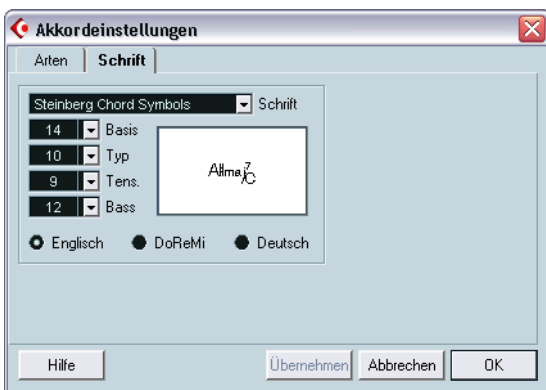 Akkordeinstellungen
Arten Schrift
Steinberg Chord Symbols Schrift
14 Basis
10 Typ
9 Tens.
12 Bass
Englisch DoReMi Deutsch
Hilfe Übernehmen Abbrechen OK